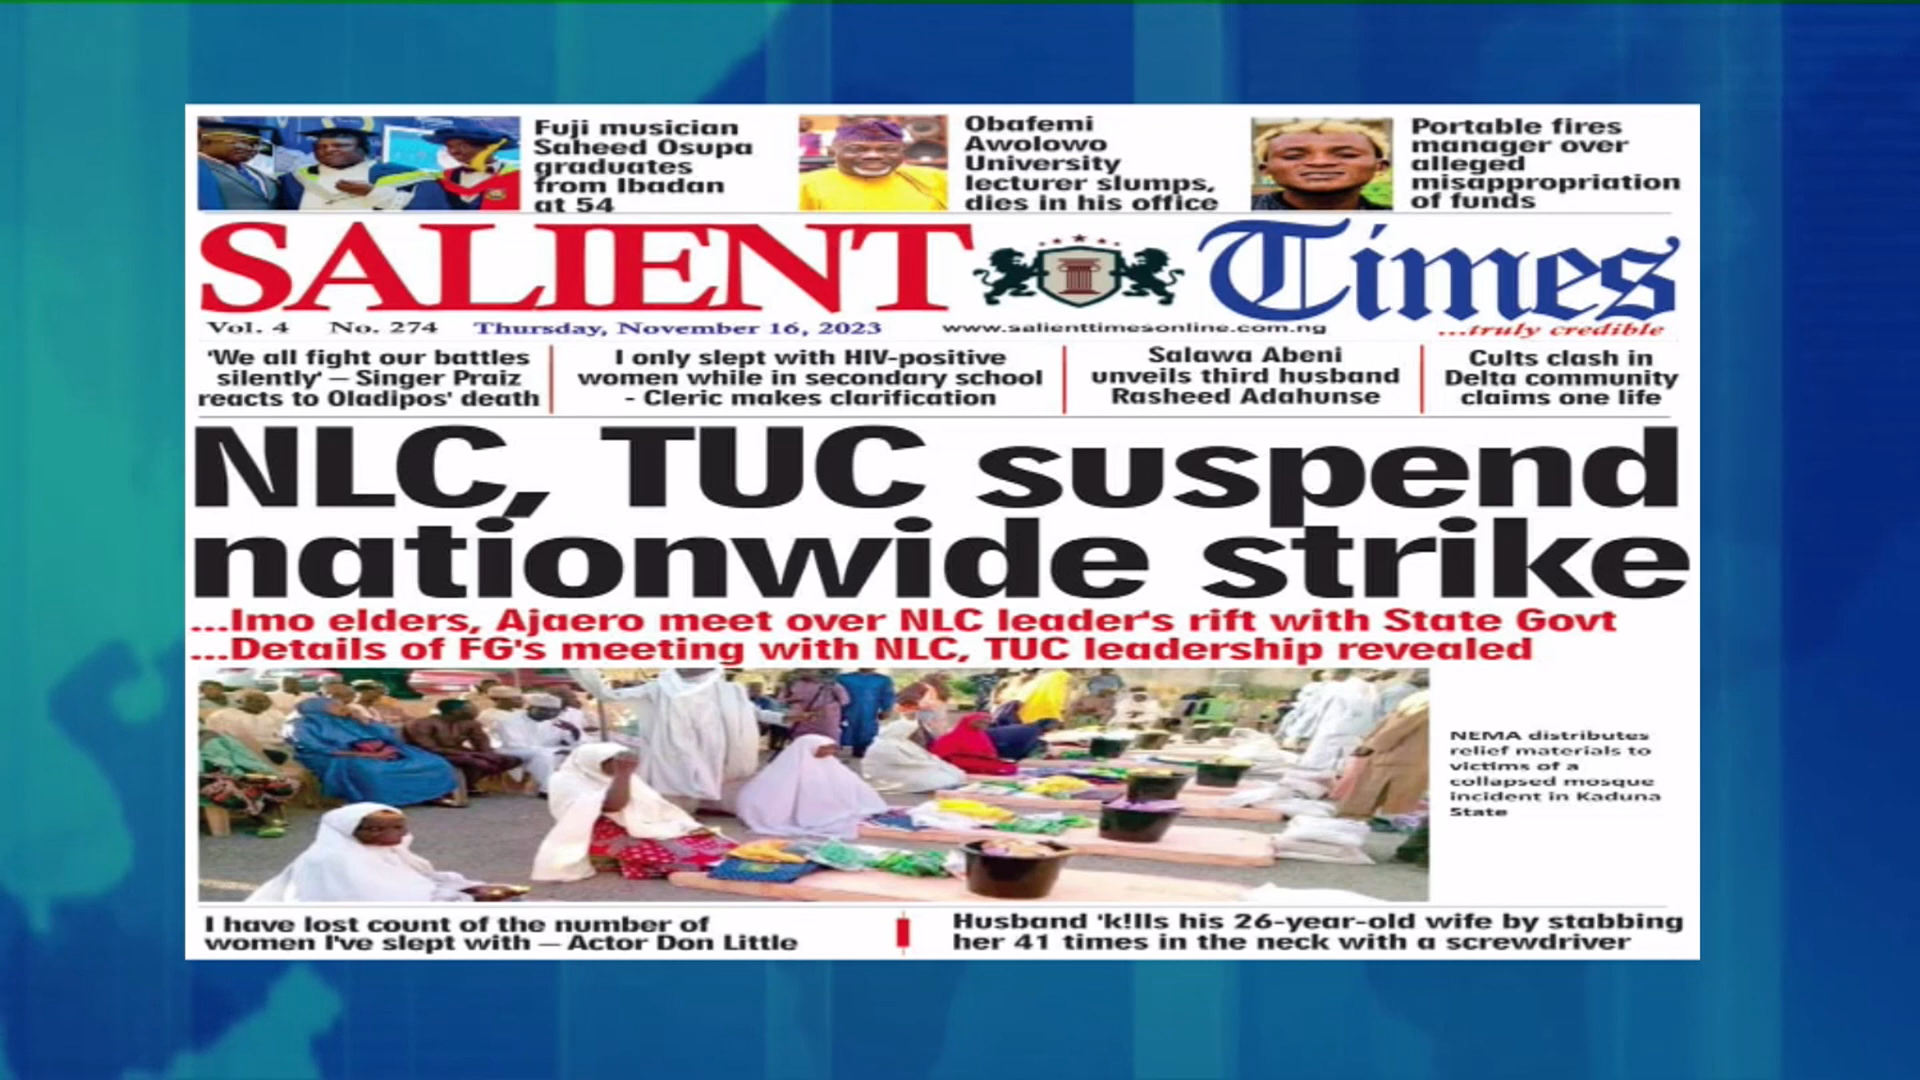 Fuji musician
Saheed Osupa
graduates
from Ibadan
at 54
Obafemi
Awolowo
University
lecturer slumps,
dies in his office
Portable fires
manager over
alleged
misappropriation
of funds
SALIENT Times
Vol. 4 No. 274 Thursday, November 16, 2023 www.salienttimesonline.com.ng ...truly credible
'We all fight our battles
silently' – Singer Praiz
reacts to Oladipos' death
I only slept with HIV-positive
women while in secondary school
- Cleric makes clarification
Salawa Abeni
unveils third husband
Rasheed Adahunse
Cults clash in
Delta community
claims one life
NLC, TUC suspend
nationwide strike
...Imo elders, Ajaero meet over NLC leader's rift with State Govt
...Details of FG's meeting with NLC, TUC leadership revealed
NEMA distributes
relief materials to
victims of a
collapsed mosque
incident in Kaduna
State
I have lost count of the number of
women I've slept with – Actor Don Little
Husband 'k!lls his 26-year-old wife by stabbing
her 41 times in the neck with a screwdriver